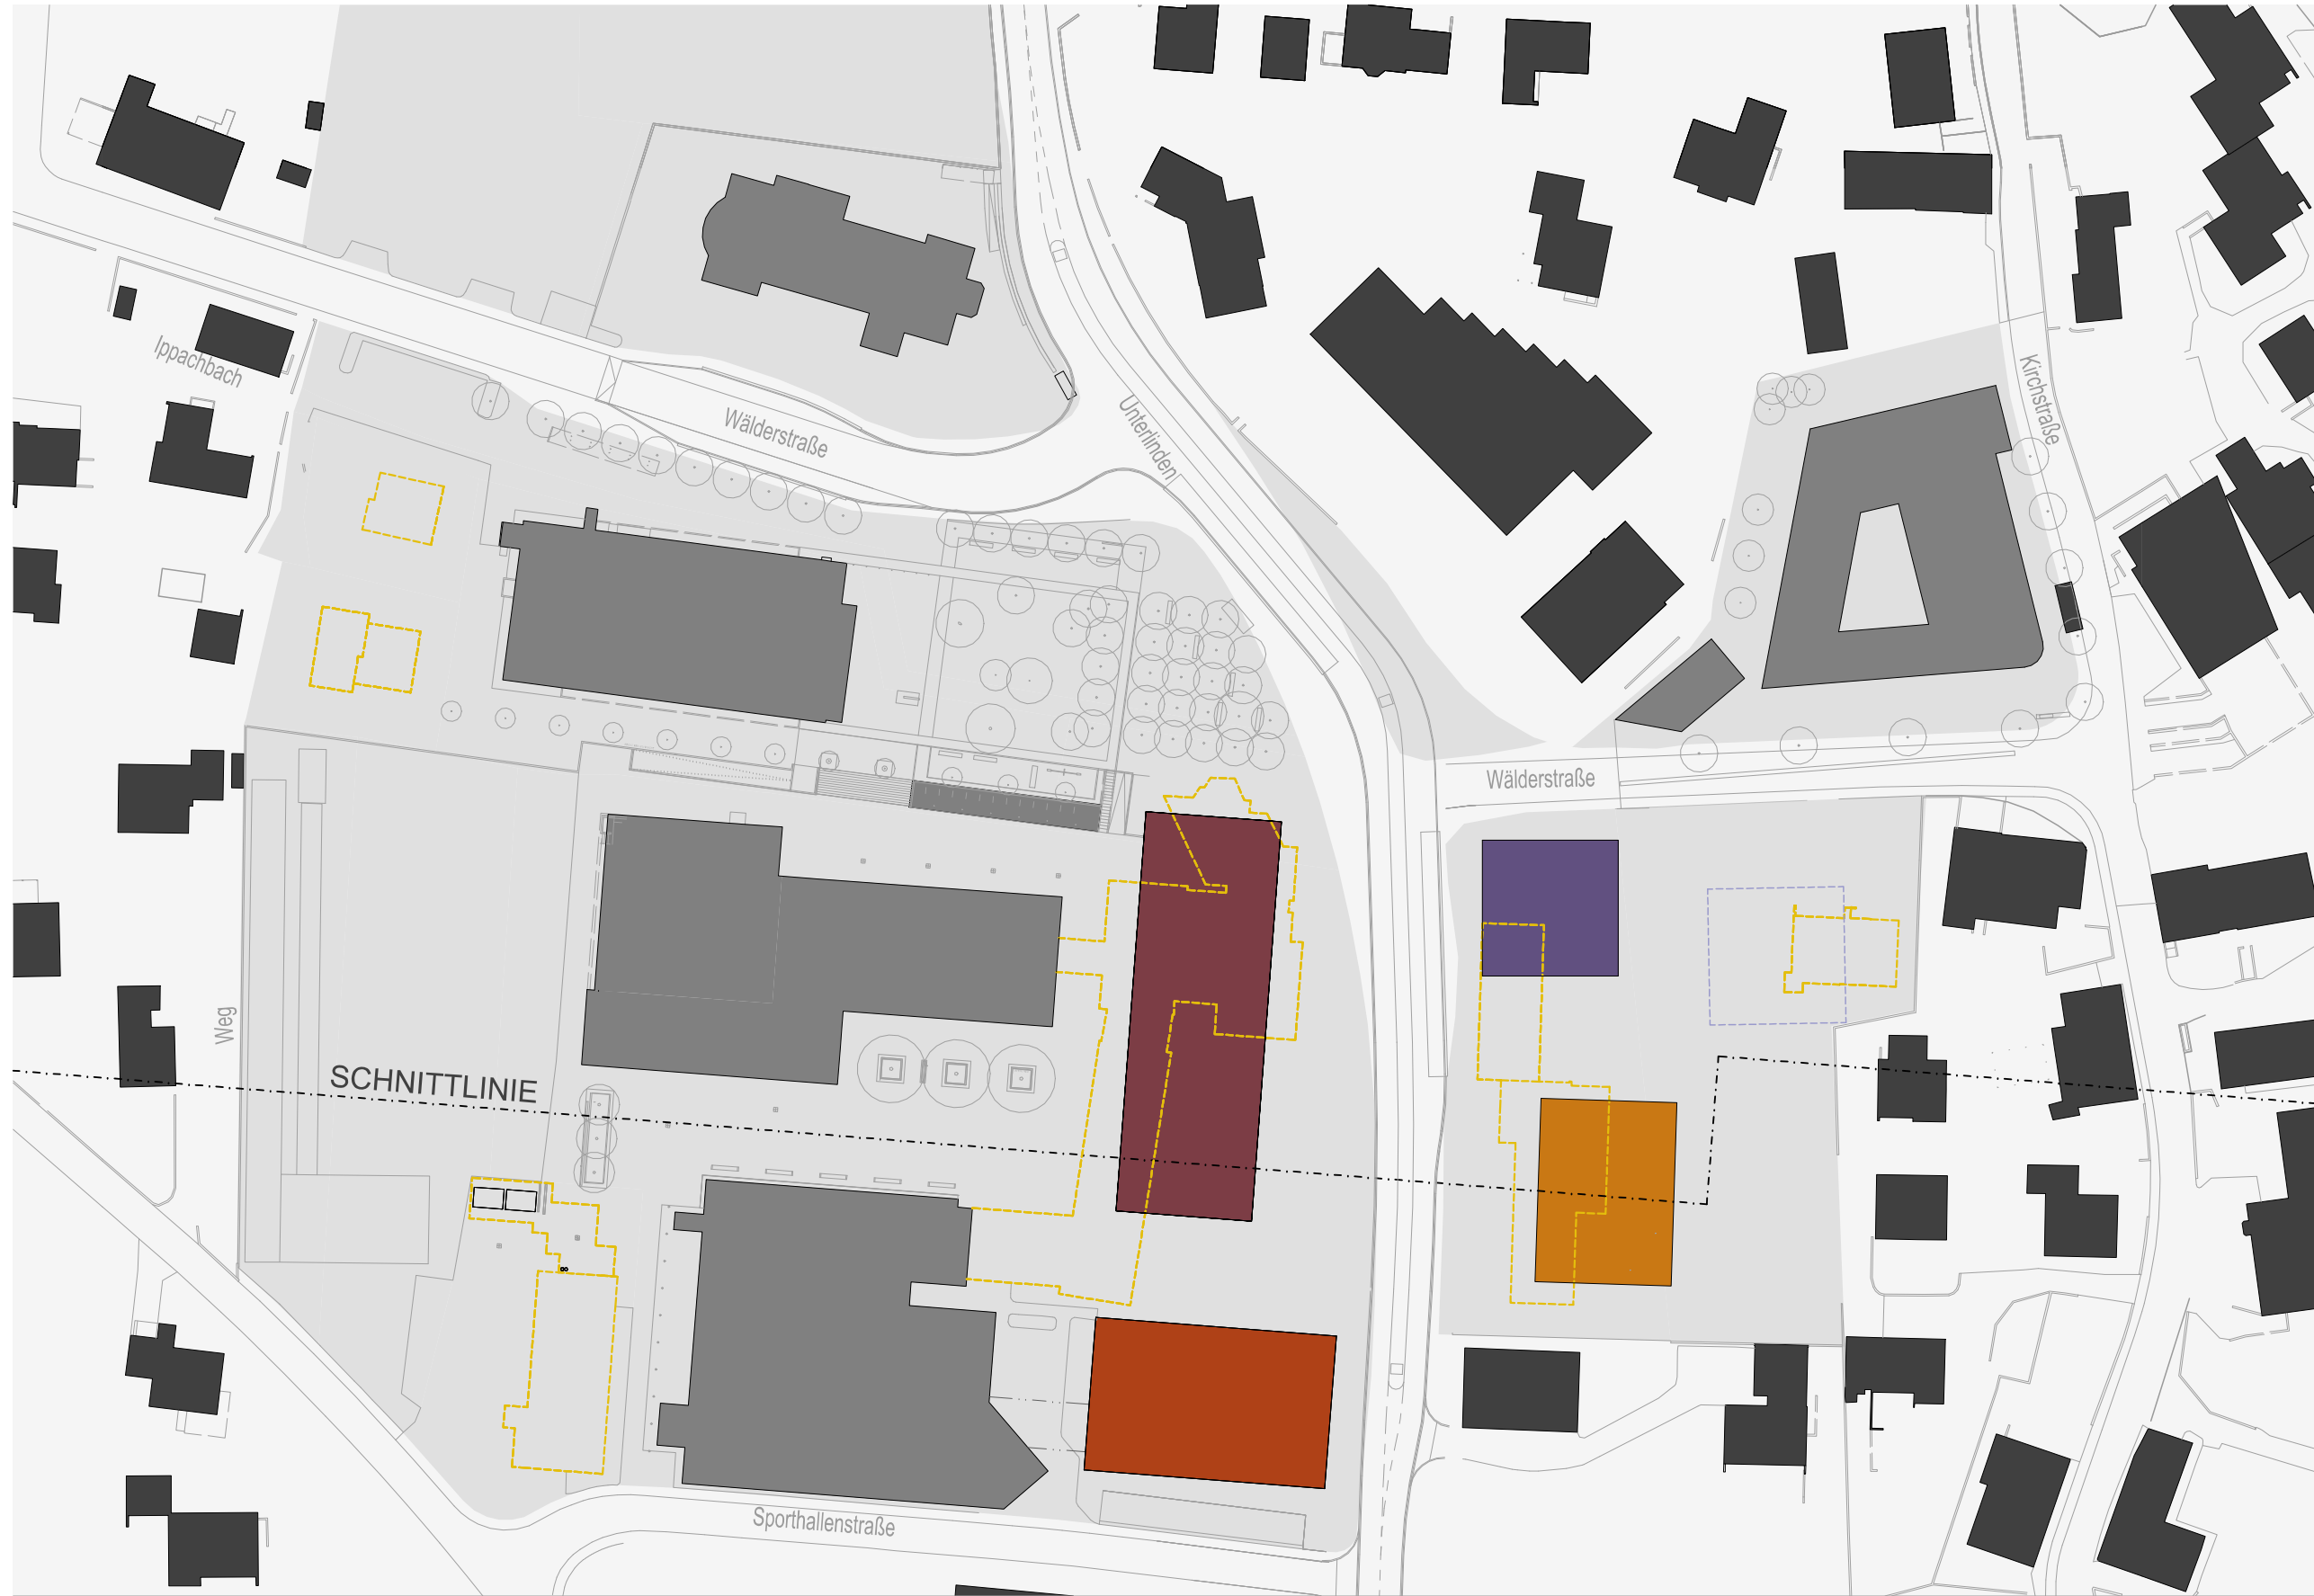 Ippachbach
Wälderstraße
Unterlinden
Kirchstraße
Wälderstraße
Weg
SCHNITTLINIE
Sporthallenstraße